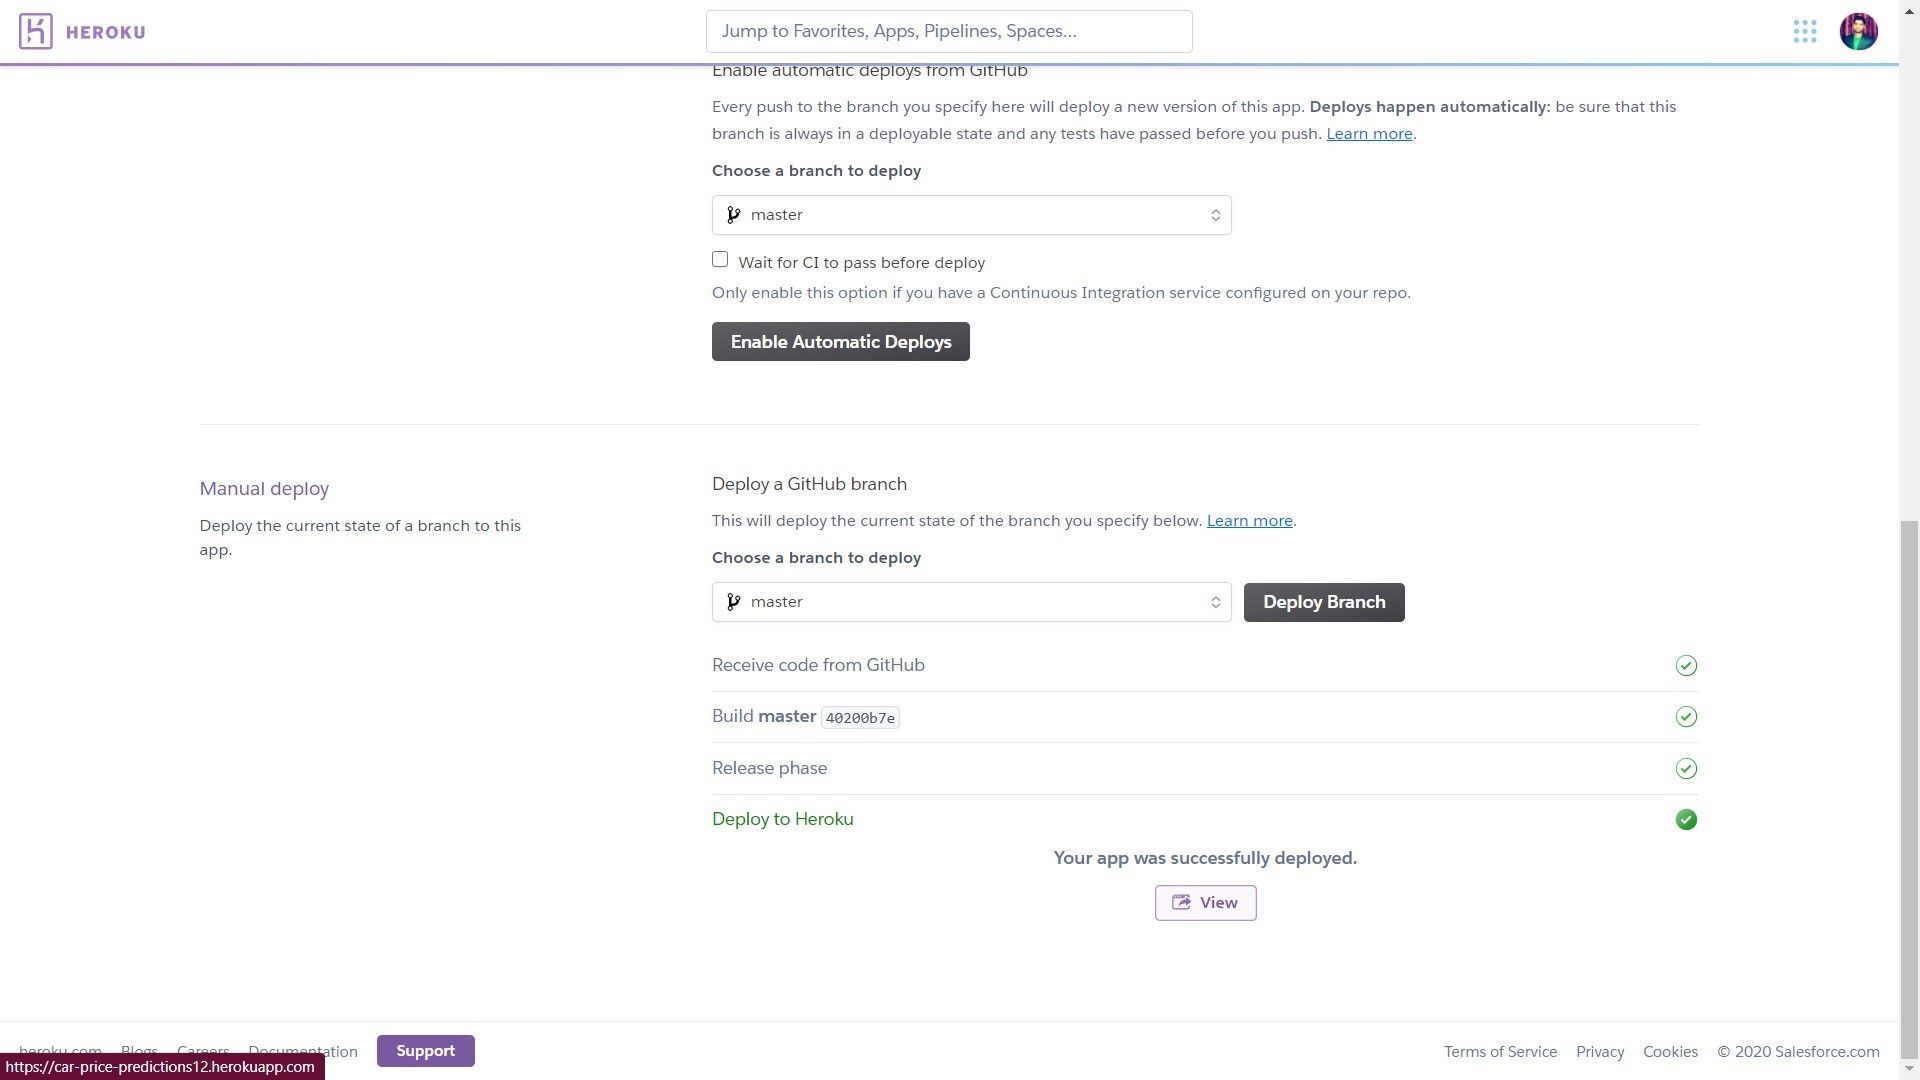 HEROKU
Jump to Favorites, Apps, Pipelines, Spaces...
Enable automatic deploys from GitHub
Every push to the branch you specify here will deploy a new version of this app. Deploys happen automatically: be sure that this
branch is always in a deployable state and any tests have passed before you push. Learn more.
Choose a branch to deploy
master
Wait for CI to pass before deploy
Only enable this option if you have a Continuous Integration service configured on your repo.
Enable Automatic Deploys
Manual deploy
Deploy the current state of a branch to this
app.
Deploy a GitHub branch
This will deploy the current state of the branch you specify below. Learn more.
Choose a branch to deploy
master
Deploy Branch
Receive code from GitHub
Build master 40200b7e
Release phase
Deploy to Heroku
Your app was successfully deployed.
View
heroku.com Blogs Careers Documentation Support
Terms of Service Privacy Cookies © 2020 Salesforce.com
https://car-price-predictions12.herokuapp.com